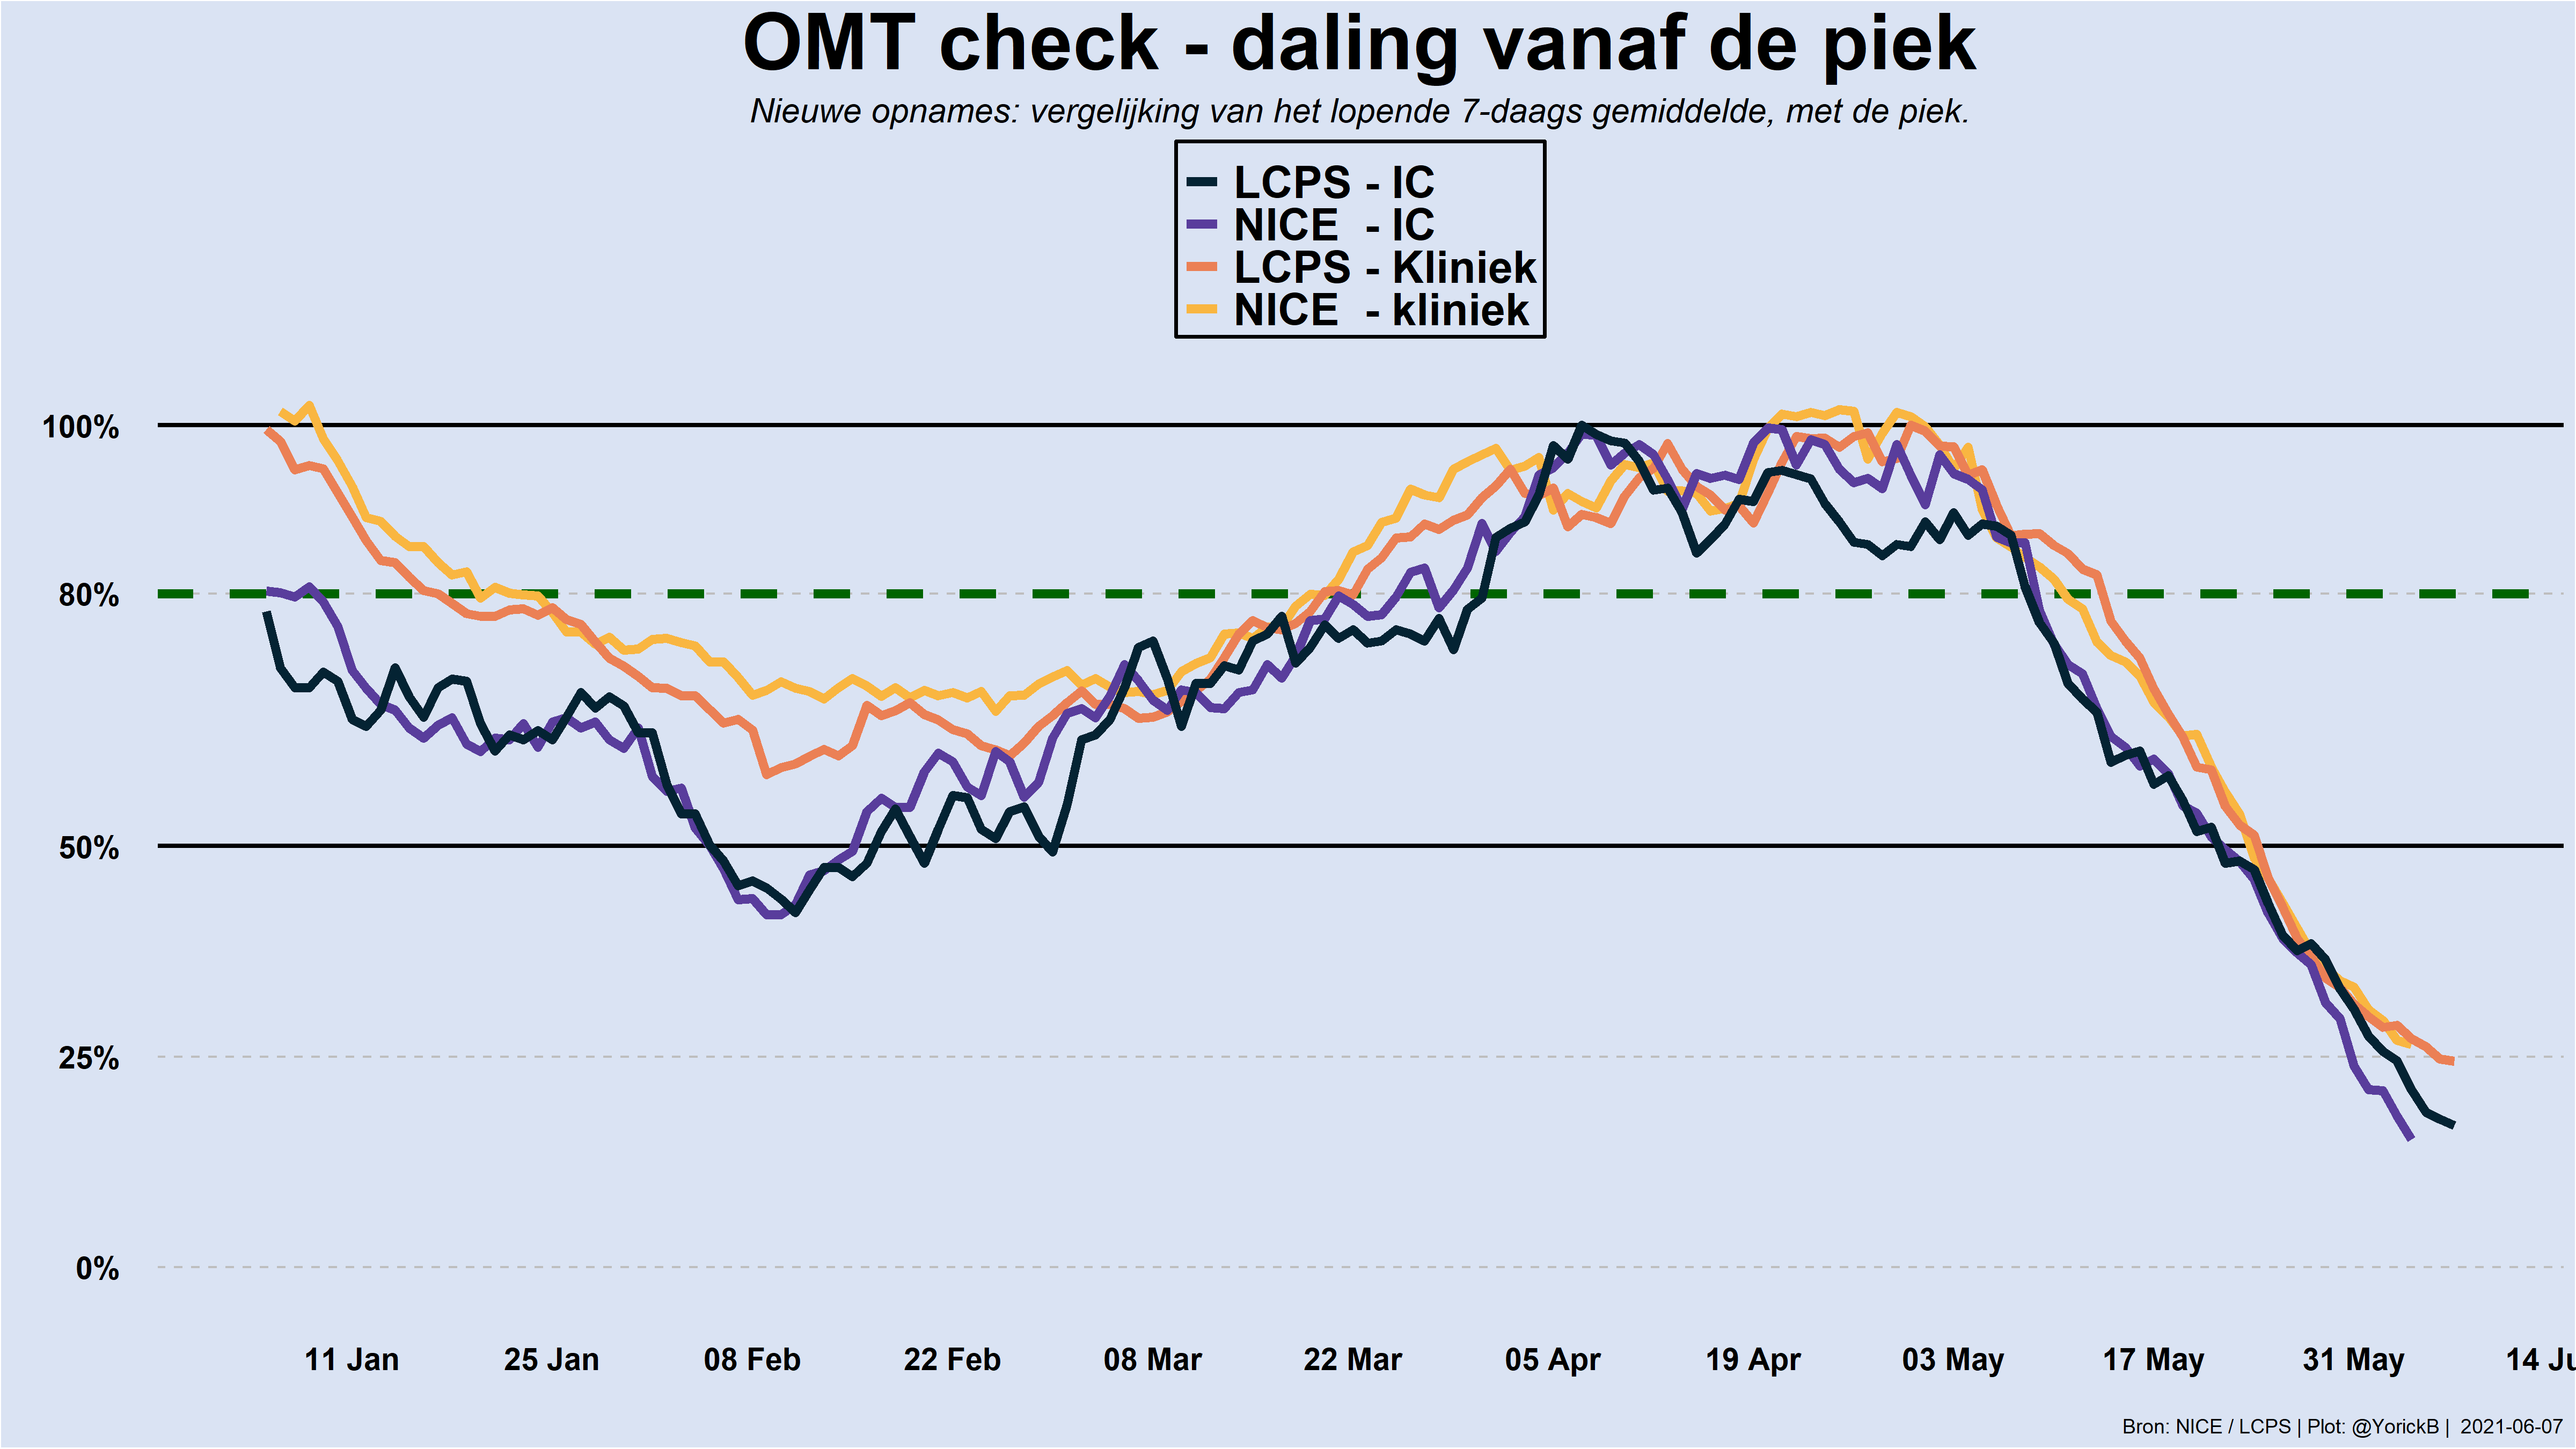 OMT check - daling vanaf de piek
Nieuwe opnames: vergelijking van het lopende 7-daags gemiddelde, met de piek.
LCPS - IC
NICE - IC
LCPS - Kliniek
NICE - kliniek
100%
80%
50%
25%
0%
11 Jan 25 Jan 08 Feb 22 Feb 08 Mar 22 Mar 05 Apr 19 Apr 03 May 17 May 31 May 14 Ju
Bron: NICE / LCPS | Plot: @YorickB | 2021-06-07